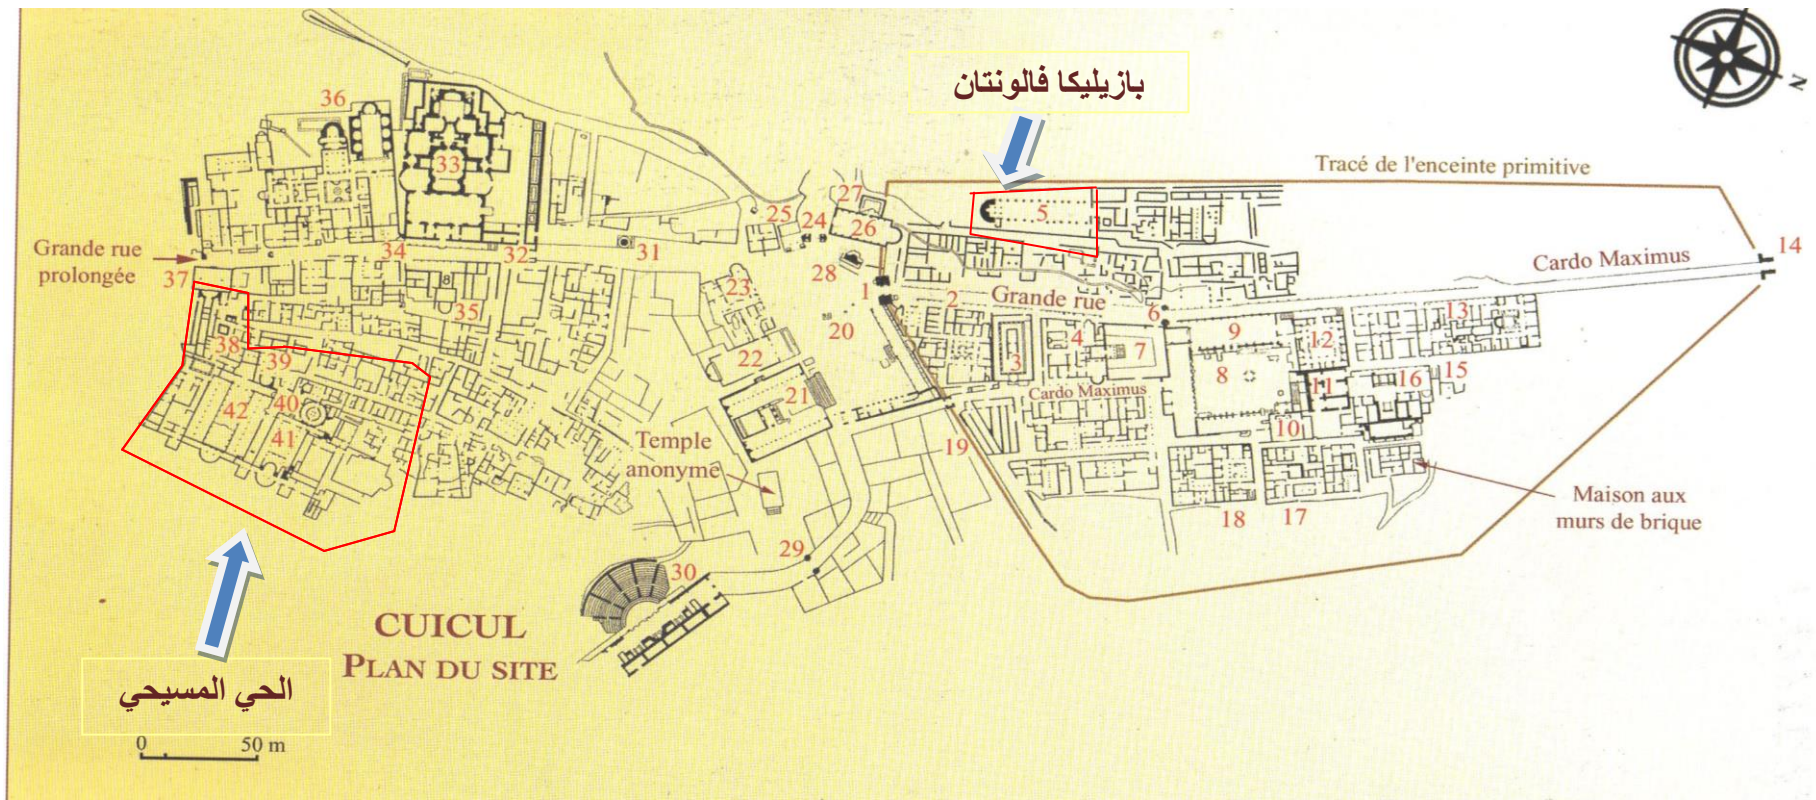 بازيليكا فالونتان
N
Tracé de l'enceinte primitive
36
33
27
5
25
24
26
Grande rue
prolongée
34
32
31
28
14
Cardo Maximus
37
23
1
2
Grande rue
6
35
20
9
13
38
39
22
3
4
7
12
8
11
16
15
42
40
41
21
Cardo Maximus
10
Temple
anonyme
19
18
17
Maison aux
murs de brique
29
30
CUICUL
PLAN DU SITE
الحي المسيحي
0 50 m